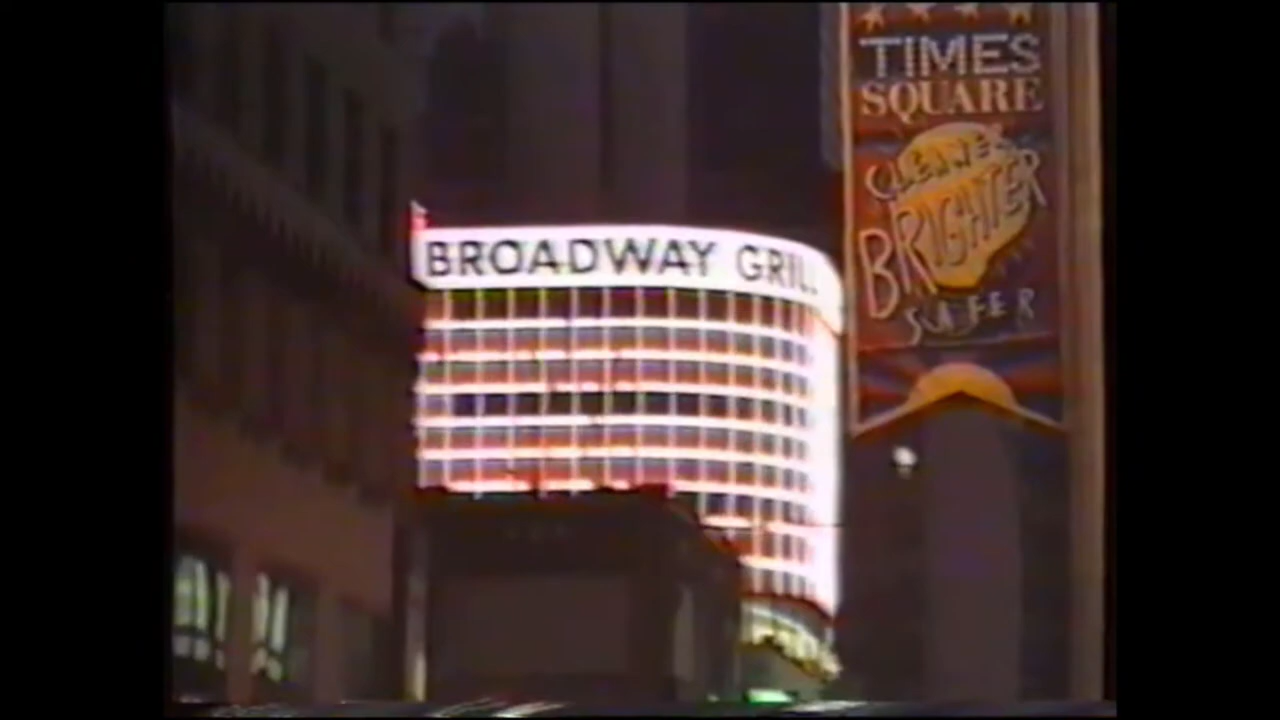 BROADWAY GRILL
TIMES
SQUARE
CLEANER
BRIGHTER
SAFER